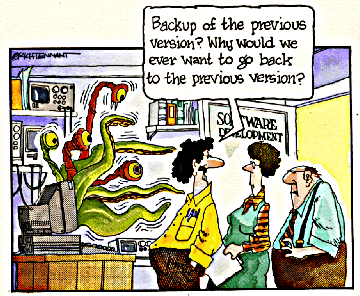 Backup of the previous
version? Why would we
ever want to go back
to the previous version?
©RICHTENNANT
SOFTWARE
DEVELOPMENT